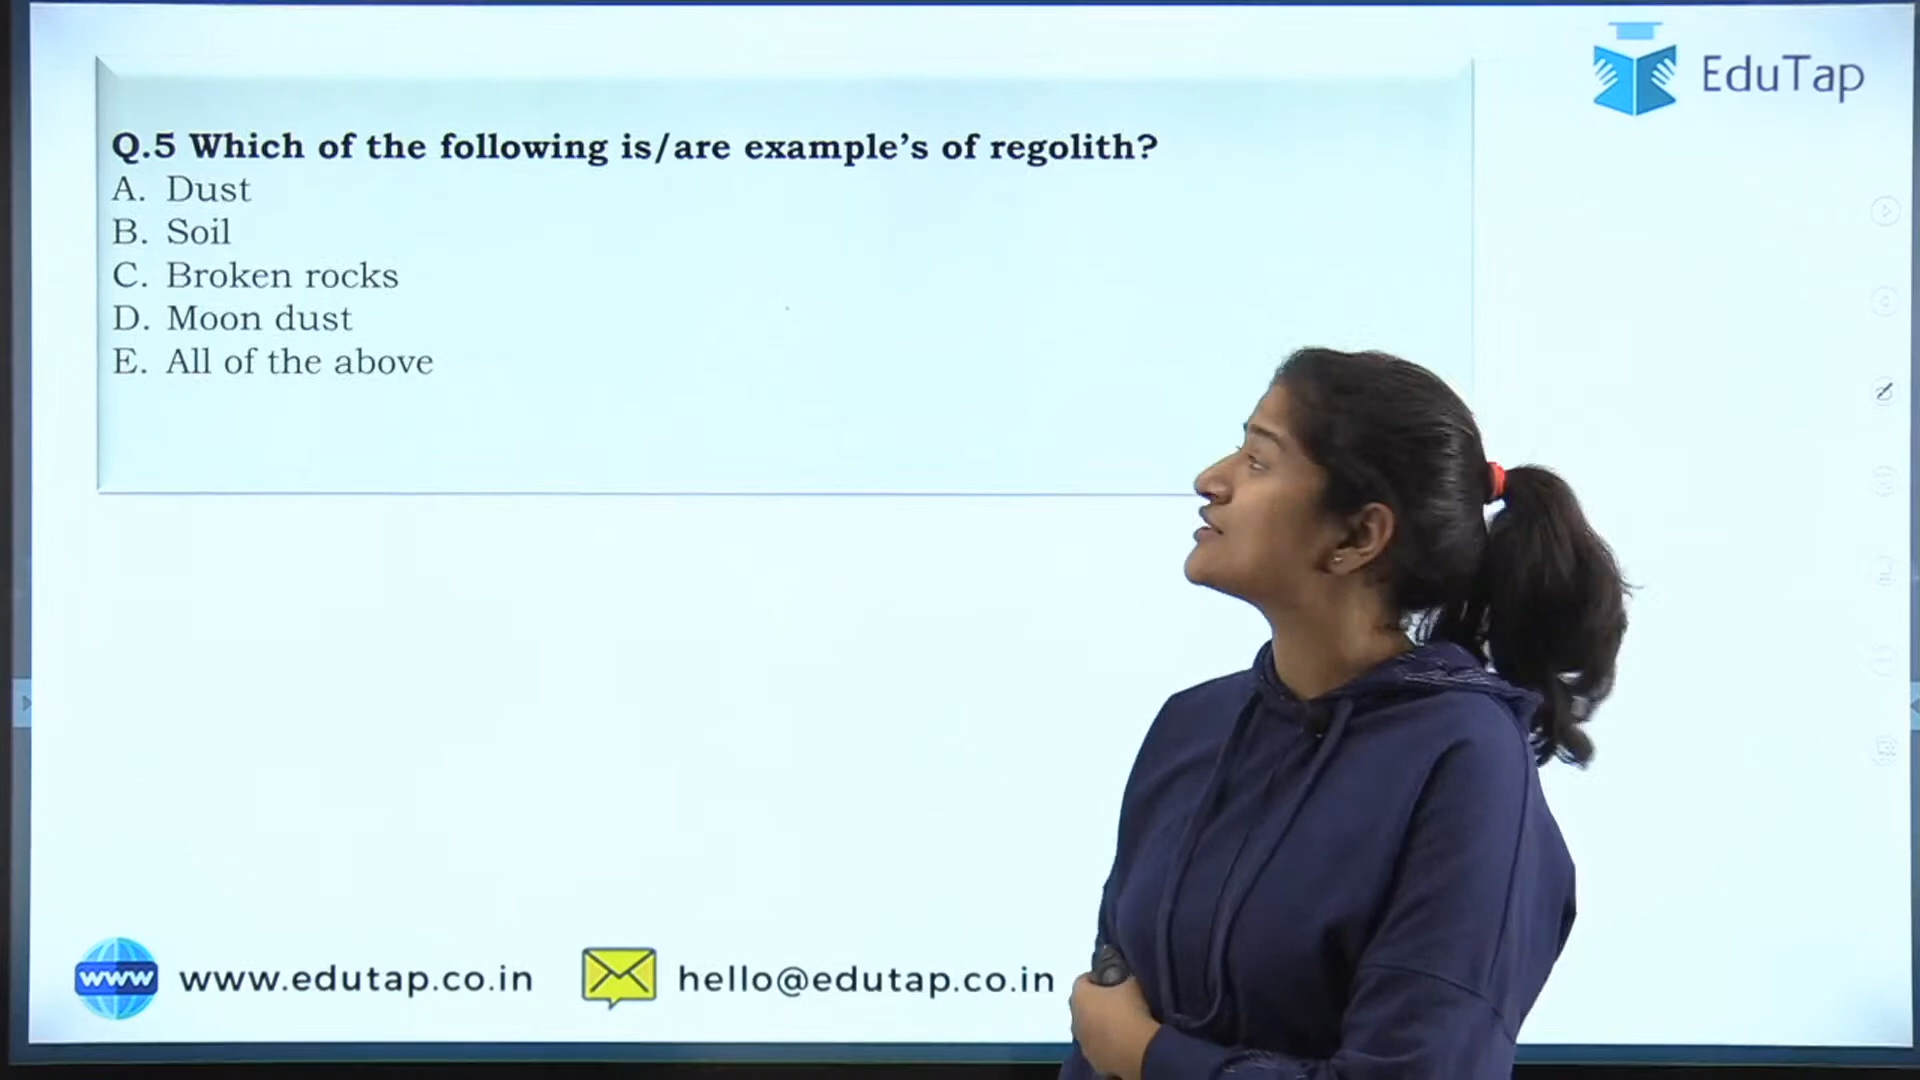 EduTap
Q.5 Which of the following is/are example’s of regolith?
A. Dust
B. Soil
C. Broken rocks
D. Moon dust
E. All of the above
www www.edutap.co.in hello@edutap.co.in